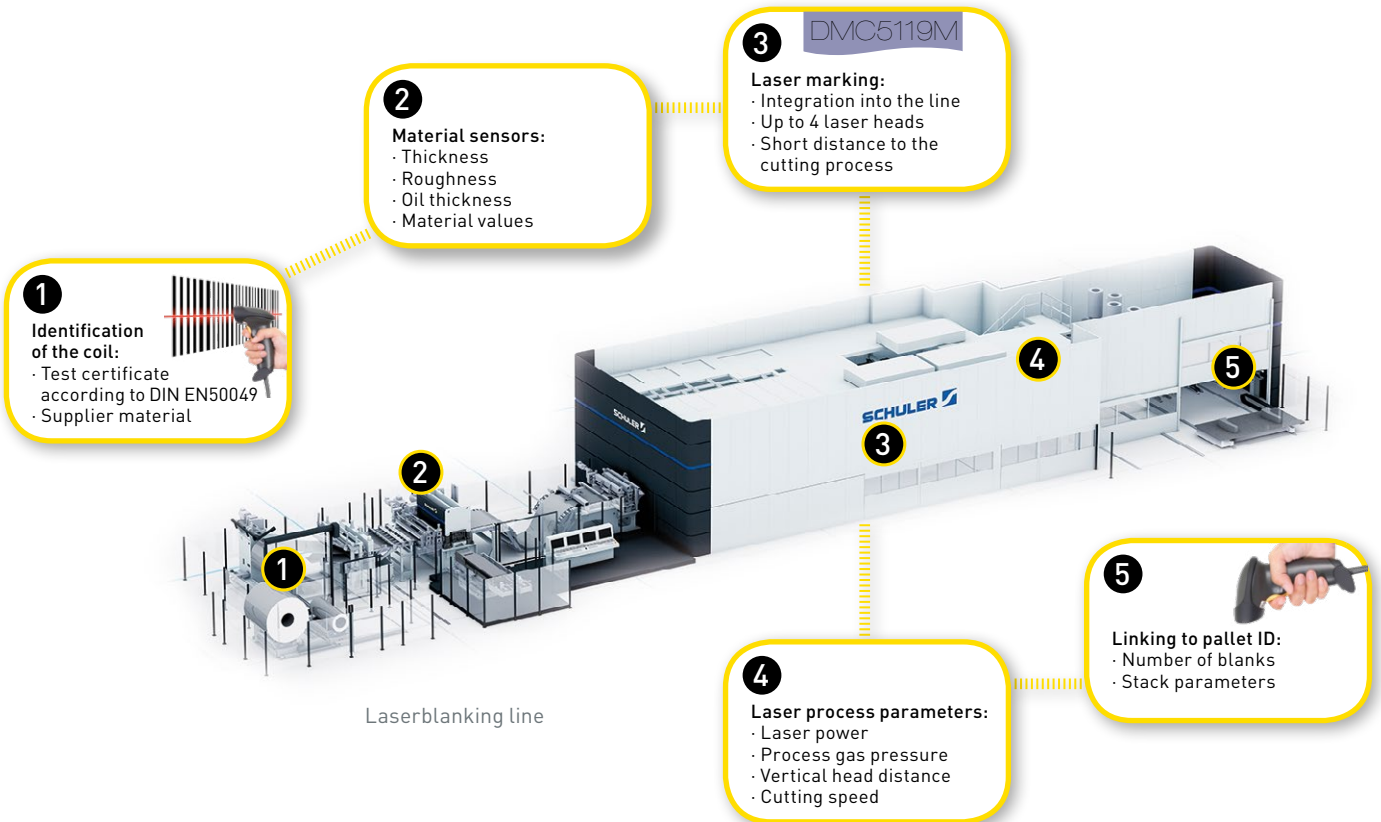 1
Identification
of the coil:
· Test certificate
according to DIN EN50049
· Supplier material
2
Material sensors:
· Thickness
· Roughness
· Oil thickness
· Material values
3
DMC5119M
Laser marking:
· Integration into the line
· Up to 4 laser heads
· Short distance to the
cutting process
4
5
SCHULER
SCHULER
3
2
1
Laserblanking line
4
Laser process parameters:
· Laser power
· Process gas pressure
· Vertical head distance
· Cutting speed
5
Linking to pallet ID:
· Number of blanks
· Stack parameters